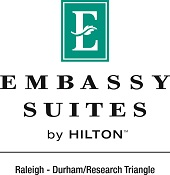 E
EMBASSY
SUITES
by HILTON™
Raleigh - Durham/Research Triangle